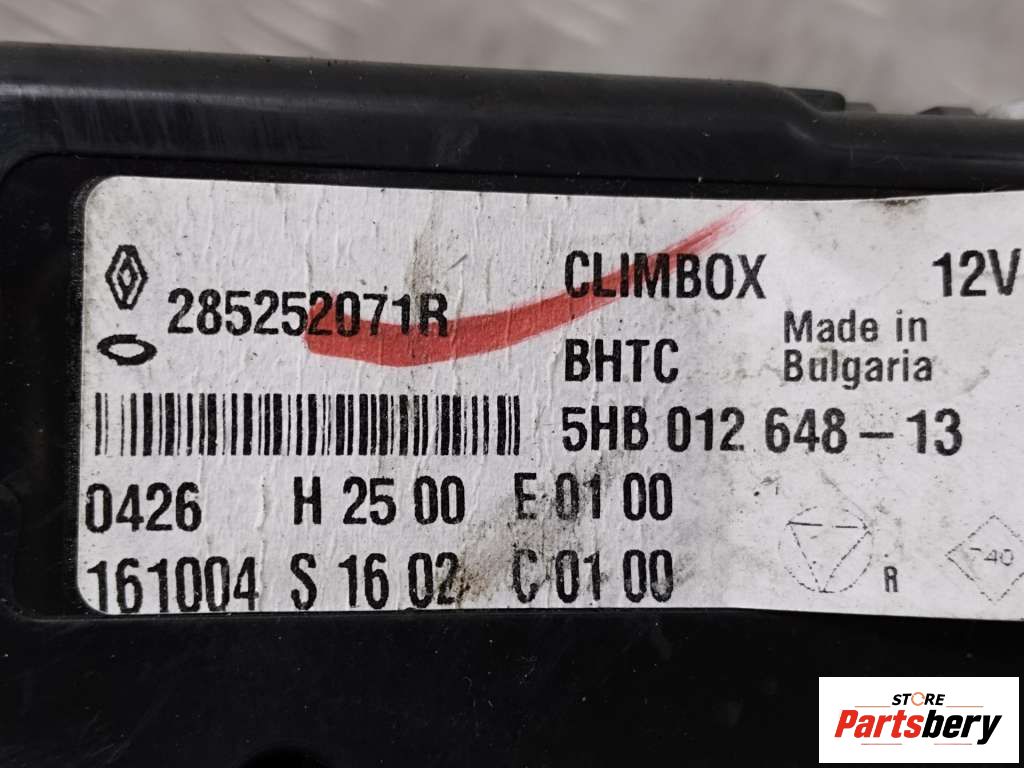 285252071R
CLIMBOX 12V
BHTC
Made in
Bulgaria
5HB 012 648-13
0426 H 25 00 E 01 00
161004 S 16 02 C 01 00
R
T40
STORE
Partsbery